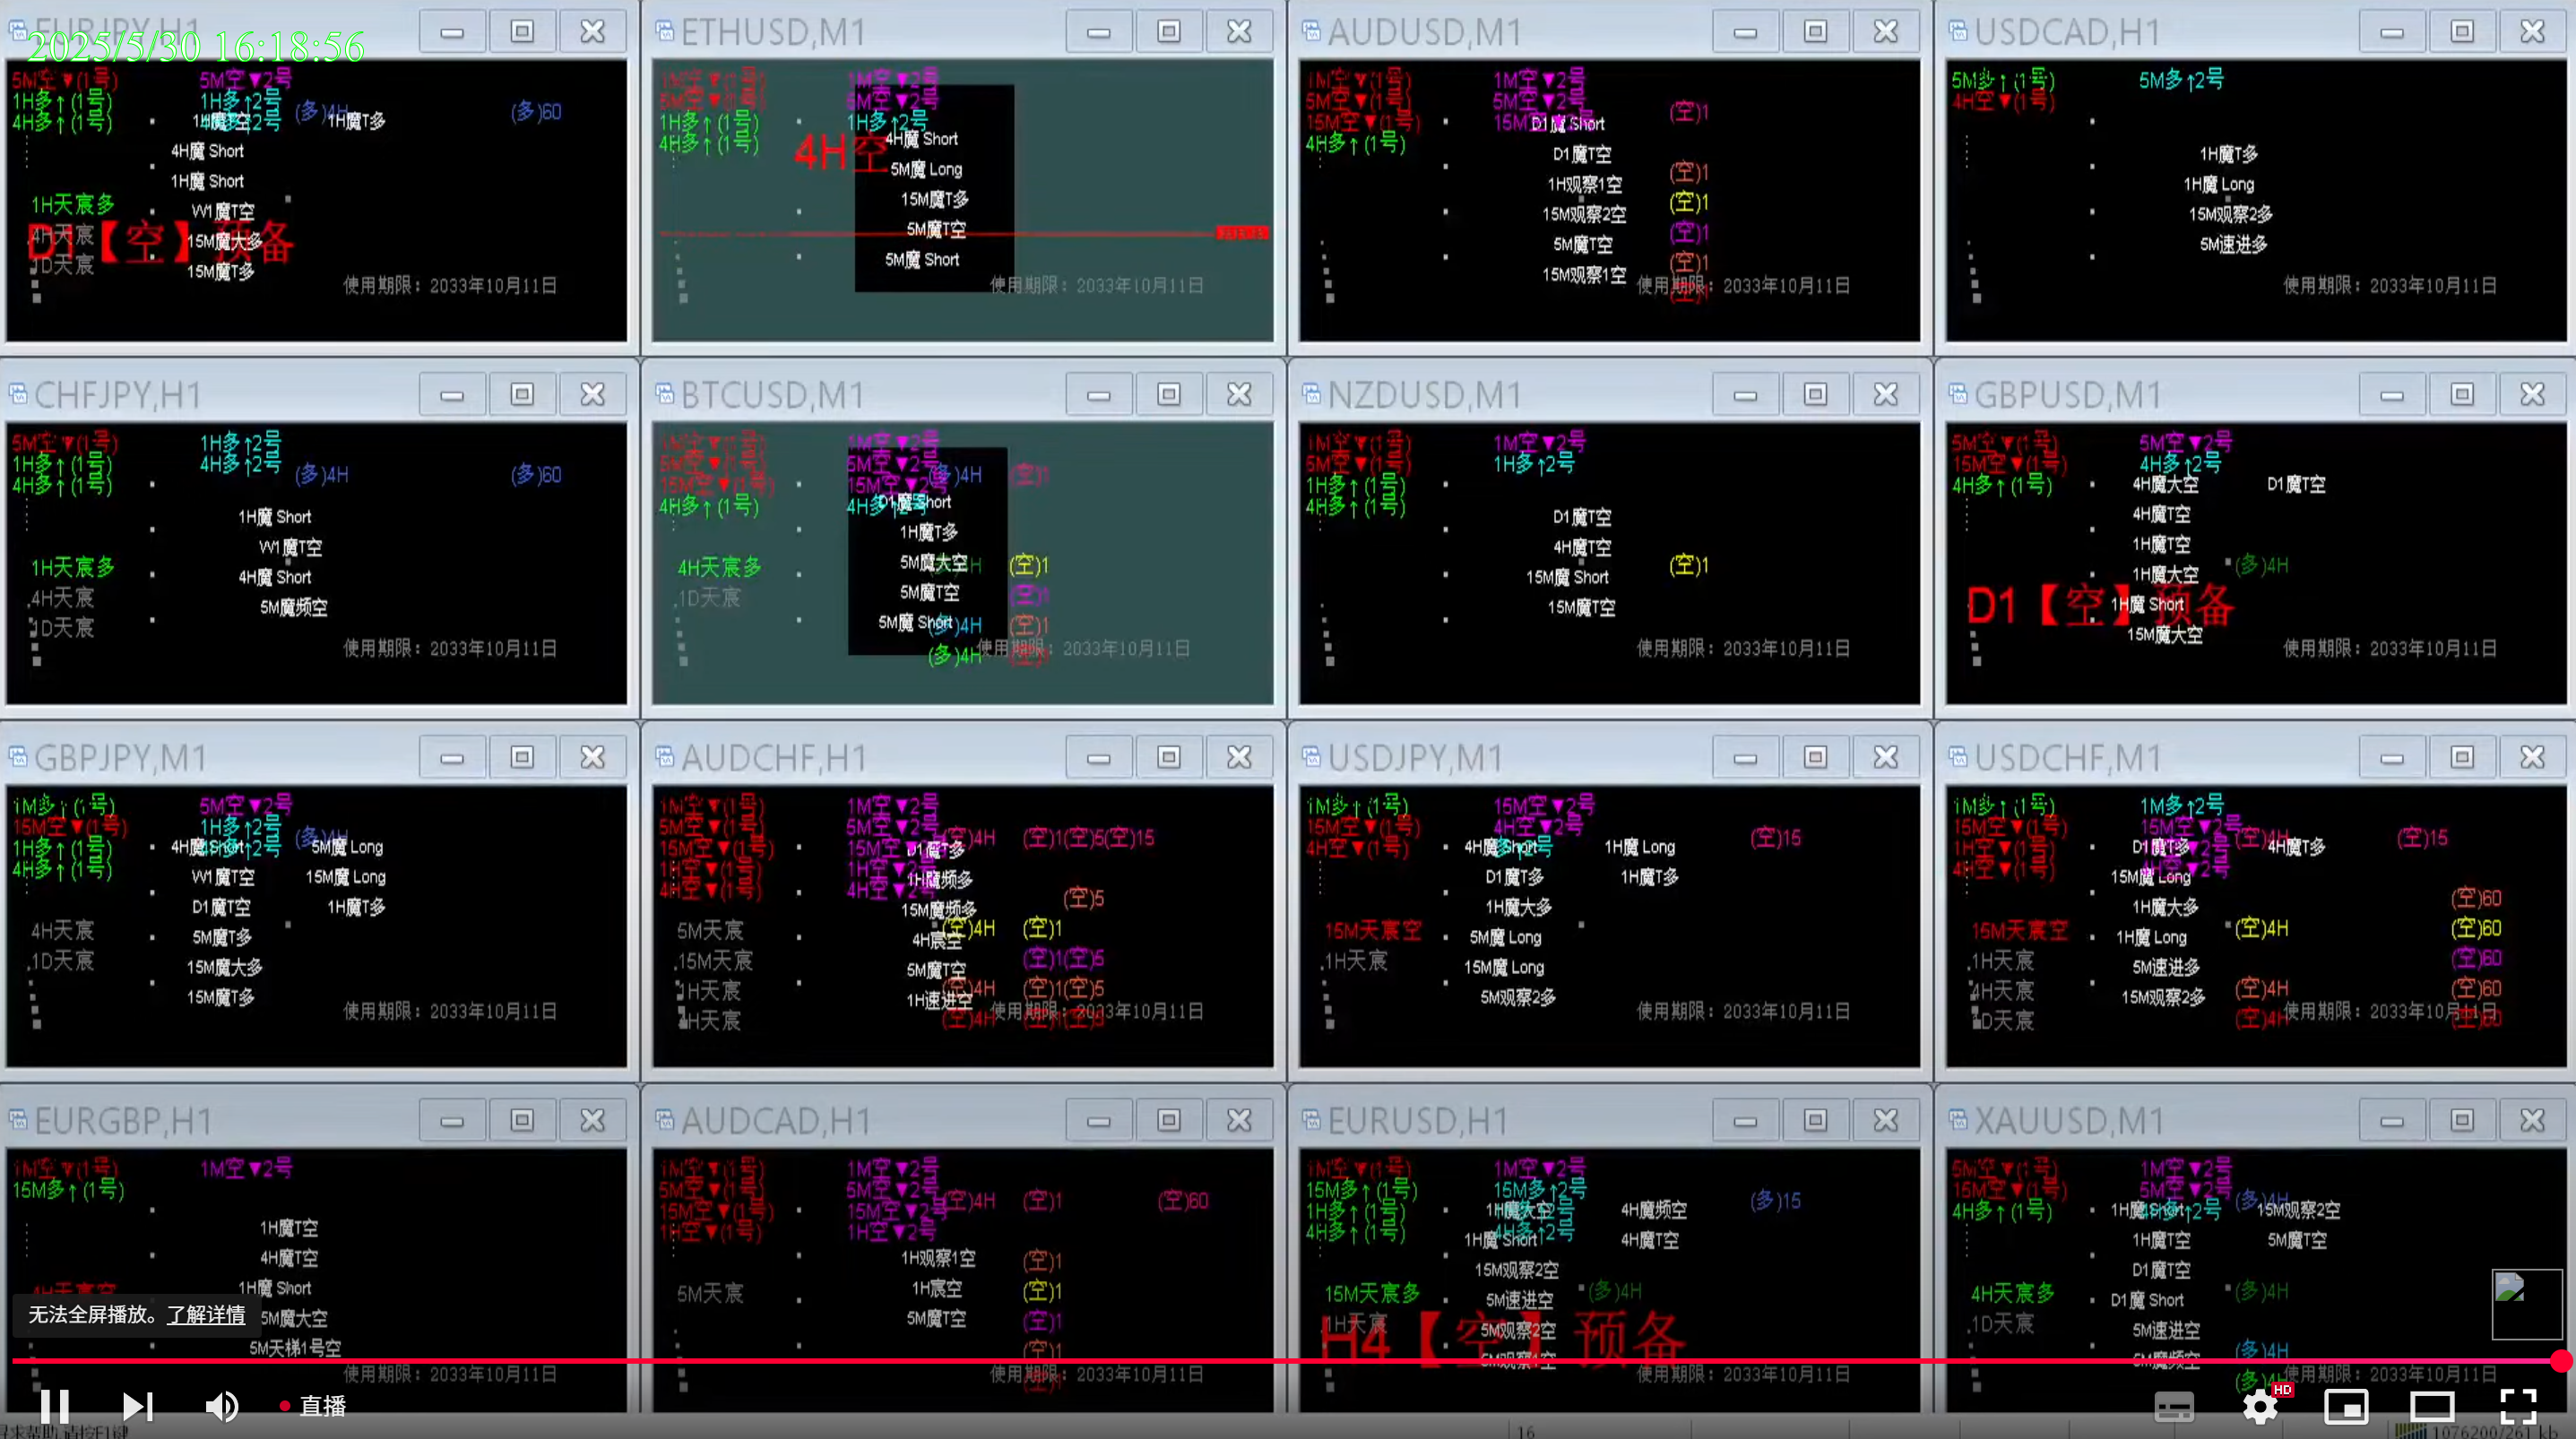 EURJPY,H1
2025/5/30 16:18:56
5M空▼(1号) 5M空▼2号
1H多↑(1号) 1H多↑2号 (多)4H (多)60
4H多↑(1号) 1H魔T多
4H魔 Short
1H魔 Short
1H天宸多 W1魔T空
4H天宸 15M魔大多
D1【空】预备
1D天宸 15M魔T多
使用期限: 2033年10月11日
ETHUSD,M1
1M空▼(1号) 1M空▼2号
5M空▼(1号) 5M空▼2号
1H多↑(1号) 1H多↑2号
4H多↑(1号) 4H魔 Short
4H空
5M魔 Long
15M魔T多
5M魔T空
5M魔 Short
使用期限: 2033年10月11日
AUDUSD,M1
1M空▼(1号) 1M空▼2号
5M空▼(1号) 5M空▼2号 (空)1
15M空▼(1号) D1魔 Short
4H多↑(1号) D1魔T空
1H观察1空 (空)1
15M观察2空 (空)1
5M魔T空 (空)1
15M观察1空 (空)1
(空)1
使用期限: 2033年10月11日
USDCAD,H1
5M多↑(1号) 5M多↑2号
4H空▼(1号)
1H魔T多
1H魔 Long
15M观察2多
5M速进多
使用期限: 2033年10月11日
CHFJPY,H1
5M空▼(1号) 1H多↑2号
1H多↑(1号) 4H多↑2号 (多)4H (多)60
4H多↑(1号)
1H魔 Short
W1魔T空
1H天宸多
4H天宸 4H魔 Short
5M魔频空
1D天宸
使用期限: 2033年10月11日
BTCUSD,M1
1M空▼(1号) 1M空▼2号
5M空▼(1号) 5M空▼2号 (多)4H (空)1
15M空▼(1号) 15M空▼2号
4H多↑(1号) D1魔 Short
1H魔T多
4H天宸多 5M魔大空 (空)1
1D天宸 5M魔T空 (空)1
5M魔 Short (多)4H (空)1
(多)4H (空)1
使用期限: 2033年10月11日
NZDUSD,M1
1M空▼(1号) 1M空▼2号
5M空▼(1号) 1H多↑2号
1H多↑(1号)
4H多↑(1号)
D1魔T空
4H魔T空 (空)1
15M魔 Short
15M魔T空
使用期限: 2033年10月11日
GBPUSD,M1
5M空▼(1号) 5M空▼2号
15M空▼(1号) 4H多↑2号
4H多↑(1号) 4H魔大空 D1魔T空
4H魔T空
1H魔T空 (多)4H
1H魔大空
D1【空】预备
1H魔 Short
15M魔大空
使用期限: 2033年10月11日
GBPJPY,M1
1M多↑(1号) 5M空▼2号
15M空▼(1号) 1H多↑2号 (多)4H
1H多↑(1号) 4H魔 Short 5M魔 Long
4H多↑(1号) W1魔T空 15M魔 Long
D1魔T空 1H魔T多
4H天宸 5M魔T多
1D天宸 15M魔大多
15M魔T多
使用期限: 2033年10月11日
AUDCHF,H1
1M空▼(1号) 1M空▼2号
5M空▼(1号) 5M空▼2号 (空)4H (空)1(空)5(空)15
15M空▼(1号) 15M空▼2号 D1魔T多
1H空▼(1号) 1H魔频多
4H空▼(1号) 4H空▼2号 (空)5
15M魔频多
5M天宸 (空)4H (空)1
4H宸空
15M天宸 5M魔T空 (空)1(空)5
1H天宸 1H速进空 (空)4H (空)1(空)5
4H天宸 (空)4H (空)1(空)5
使用期限: 2033年10月11日
USDJPY,M1
1M多↑(1号) 15M空▼2号
15M空▼(1号) 4H空▼2号 (空)15
4H空▼(1号) 4H魔 Short 1H魔 Long
D1魔T多 1H魔T多
1H魔大多
15M天宸空 5M魔 Long
1H天宸 15M魔 Long
5M观察2多
使用期限: 2033年10月11日
USDCHF,M1
1M多↑(1号) 1M多↑2号
15M空▼(1号) 15M空▼2号 (空)4H (空)15
1H空▼(1号) D1魔T多 4H魔T多
4H空▼(1号) 4H空▼2号
15M魔 Long
1H魔大多 (空)60
15M天宸空 1H魔 Long (空)4H (空)60
1H天宸 5M速进多 (空)60
4H天宸 15M观察2多 (空)4H (空)60
1D天宸 (空)4H (空)60
使用期限: 2033年10月11日
EURGBP,H1
1M空▼(1号) 1M空▼2号
15M多↑(1号)
1H魔T空
4H魔T空
4H天宸空 1H魔 Short
5M魔大空
5M天梯1号空
使用期限: 2033年10月11日
AUDCAD,H1
1M空▼(1号) 1M空▼2号
5M空▼(1号) 5M空▼2号 (空)4H (空)1 (空)60
15M空▼(1号) 15M空▼2号
1H空▼(1号) 1H空▼2号
1H观察1空 (空)1
5M天宸 1H宸空 (空)1
5M魔T空 (空)1
(空)1
(空)1
使用期限: 2033年10月11日
EURUSD,H1
1M空▼(1号) 1M空▼2号
15M多↑(1号) 15M多↑2号 (多)15
1H多↑(1号) 1H魔大空 4H魔频空
4H多↑(1号) 4H多↑2号
1H魔 Short 4H魔T空
15M观察2空
15M天宸多 5M速进空 (多)4H
1H天宸 5M观察2空
H4【空】预备
5M观察1空
使用期限: 2033年10月11日
XAUUSD,M1
5M空▼(1号) 1M空▼2号
15M空▼(1号) 5M空▼2号 (多)4H
4H多↑(1号) 1H魔 Short 15M观察2空
1H魔T空 5M魔T空
D1魔T空
4H天宸多 D1魔 Short (多)4H
1D天宸 5M速进空
(多)4H
5M魔频空
使用期限: 2033年10月11日
无法全屏播放。了解详情
直播
HD
16
1076200/261 kb